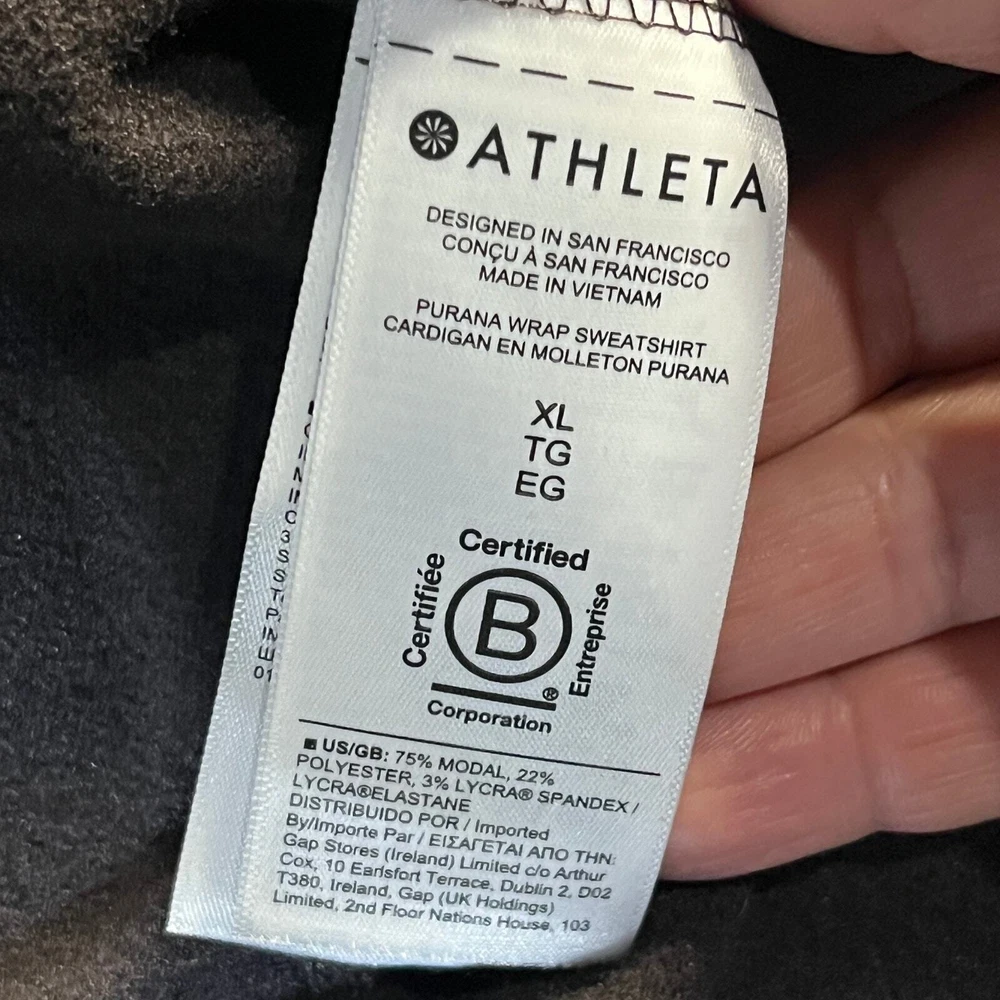 ATHLETA
DESIGNED IN SAN FRANCISCO
CONÇU À SAN FRANCISCO
MADE IN VIETNAM
PURANA WRAP SWEATSHIRT
CARDIGAN EN MOLLETON PURANA
XL
TG
EG
Certified
Certifiée
B
Entreprise
®
Corporation
US/GB: 75% MODAL, 22%
POLYESTER, 3% LYCRA® SPANDEX /
LYCRA®ELASTANE
DISTRIBUIDO POR / Imported
By/Importe Par / ΕΙΣΑΓΕΤΑΙ ΑΠΟ ΤΗΝ:
Gap Stores (Ireland) Limited c/o Arthur
Cox, 10 Earlsfort Terrace, Dublin 2, D02
T380, Ireland, Gap (UK Holdings)
Limited, 2nd Floor Nations House, 103